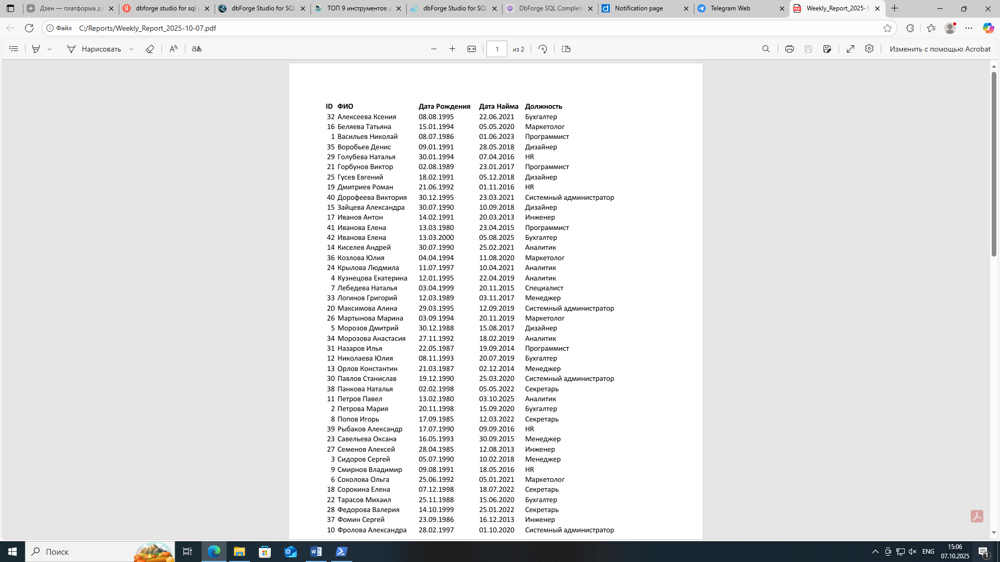 Дзен — платформа дл
dbforge studio for sql s
dbForge Studio for SQL
ТОП 9 инструментов д
dbForge Studio for SQL
DbForge SQL Complete
Notification page
Telegram Web
Weekly_Report_2025-1
Файл C:/Reports/Weekly_Report_2025-10-07.pdf
Нарисовать
1 из 2
Изменить с помощью Acrobat
ID ФИО Дата Рождения Дата Найма Должность
32 Алексеева Ксения 08.08.1995 22.06.2021 Бухгалтер
16 Беляева Татьяна 15.01.1994 05.05.2020 Маркетолог
1 Васильев Николай 08.07.1986 01.06.2023 Программист
35 Воробьев Денис 09.01.1991 28.05.2018 Дизайнер
29 Голубева Наталья 30.01.1994 07.04.2016 HR
21 Горбунов Виктор 02.08.1989 23.01.2017 Программист
25 Гусев Евгений 18.02.1991 05.12.2018 Дизайнер
19 Дмитриев Роман 21.06.1992 01.11.2016 HR
40 Дорофеева Виктория 30.12.1995 23.03.2021 Системный администратор
15 Зайцева Александра 30.07.1990 10.09.2018 Дизайнер
17 Иванов Антон 14.02.1991 20.03.2013 Инженер
41 Иванова Елена 13.03.1980 23.04.2015 Программист
42 Иванова Елена 13.03.2000 05.08.2025 Бухгалтер
14 Киселев Андрей 30.07.1990 25.02.2021 Аналитик
36 Козлова Юлия 04.04.1994 11.08.2020 Маркетолог
24 Крылова Людмила 11.07.1997 10.04.2021 Аналитик
4 Кузнецова Екатерина 12.01.1995 22.04.2019 Аналитик
7 Лебедева Наталья 03.04.1999 20.11.2015 Специалист
33 Логинов Григорий 12.03.1989 03.11.2017 Менеджер
20 Максимова Алина 29.03.1995 12.09.2019 Системный администратор
26 Мартынова Марина 03.09.1994 20.11.2019 Маркетолог
5 Морозов Дмитрий 30.12.1988 15.08.2017 Дизайнер
34 Морозова Анастасия 27.11.1992 18.02.2019 Аналитик
31 Назаров Илья 22.05.1987 19.09.2014 Программист
12 Николаева Юлия 08.11.1993 20.07.2019 Бухгалтер
13 Орлов Константин 21.03.1987 02.12.2014 Менеджер
30 Павлов Станислав 19.12.1990 25.03.2020 Системный администратор
38 Панкова Наталья 02.02.1998 05.05.2022 Секретарь
11 Петров Павел 13.02.1980 03.10.2025 Аналитик
2 Петрова Мария 20.11.1998 15.09.2020 Бухгалтер
8 Попов Игорь 17.09.1985 12.03.2022 Секретарь
39 Рыбаков Александр 17.07.1990 09.09.2016 HR
23 Савельева Оксана 16.05.1993 30.09.2015 Менеджер
27 Семенов Алексей 28.04.1985 12.08.2013 Инженер
3 Сидоров Сергей 05.07.1990 10.02.2018 Менеджер
9 Смирнов Владимир 09.08.1991 18.05.2016 HR
6 Соколова Ольга 25.06.1992 05.01.2021 Маркетолог
18 Сорокина Елена 07.12.1998 18.07.2022 Секретарь
22 Тарасов Михаил 25.11.1988 15.06.2020 Бухгалтер
28 Федорова Валерия 14.10.1999 25.01.2022 Секретарь
37 Фомин Сергей 23.09.1986 16.12.2013 Инженер
10 Фролова Александра 28.02.1997 01.10.2020 Системный администратор
Поиск
ENG
15:06
07.10.2025
1